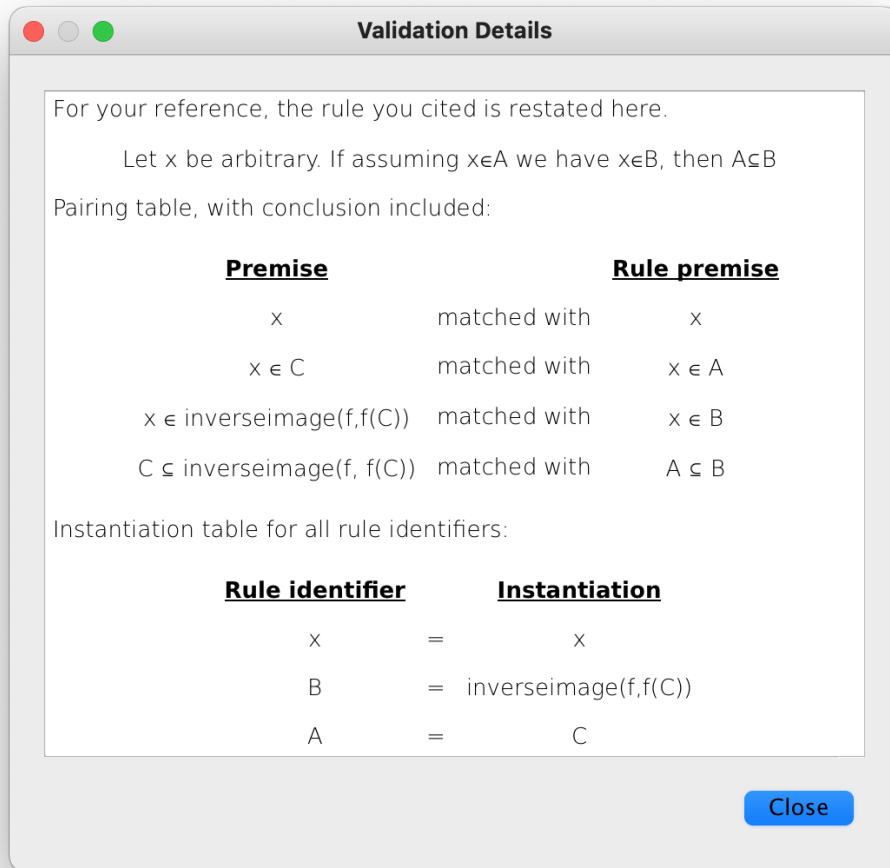 Validation Details
For your reference, the rule you cited is restated here.
Let x be arbitrary. If assuming x∊A we have x∊B, then A⊆B
Pairing table, with conclusion included:
Premise Rule premise
x matched with x
x ∊ C matched with x ∊ A
x ∊ inverseimage(f,f(C)) matched with x ∊ B
C ⊆ inverseimage(f, f(C)) matched with A ⊆ B
Instantiation table for all rule identifiers:
Rule identifier Instantiation
x = x
B = inverseimage(f,f(C))
A = C
Close